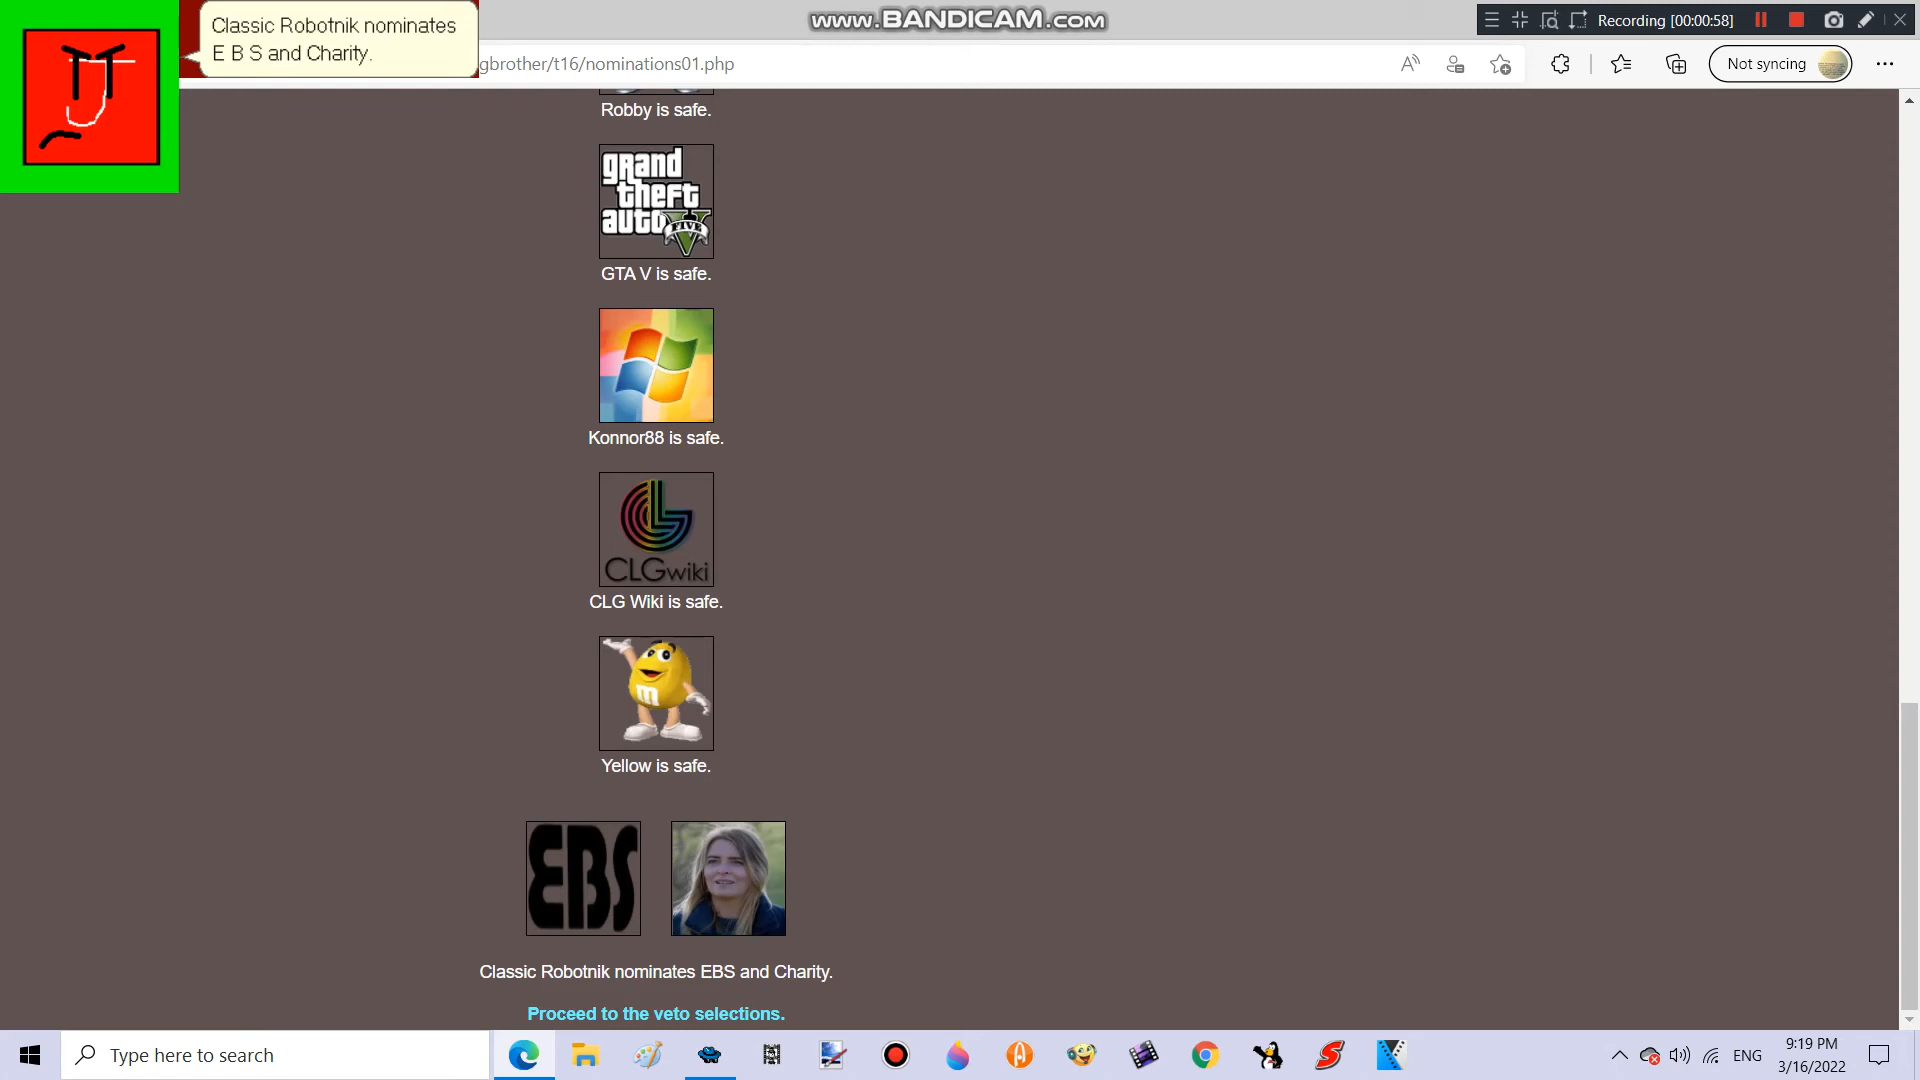 Classic Robotnik nominates
E B S and Charity.
www.BANDICAM.com
Recording [00:00:58]
gbrother/t16/nominations01.php
Not syncing
Robby is safe.
grand
theft
auto
FIVE
GTA V is safe.
Konnor88 is safe.
CLGwiki
CLG Wiki is safe.
m
Yellow is safe.
EBS
Classic Robotnik nominates EBS and Charity.
Proceed to the veto selections.
Type here to search
ENG
9:19 PM
3/16/2022